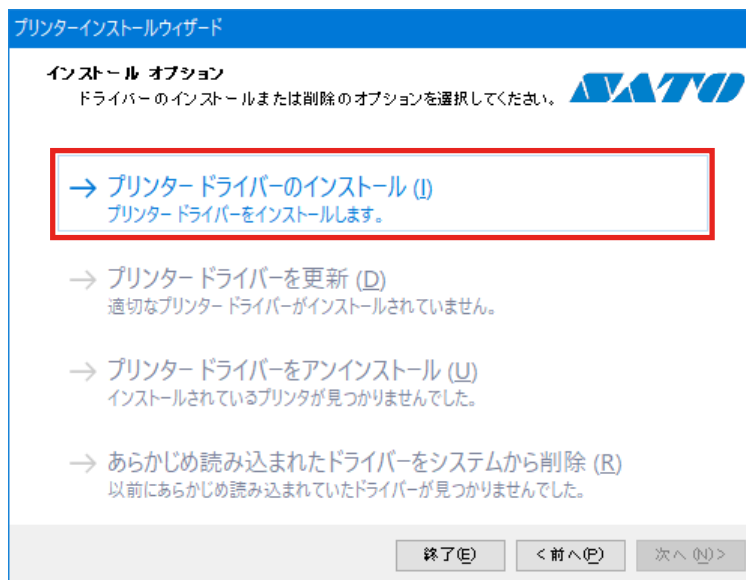 プリンターインストールウィザード
インストール オプション
ドライバーのインストールまたは削除のオプションを選択してください。
SATO
→ プリンター ドライバーのインストール (I)
プリンター ドライバーをインストールします。
→ プリンター ドライバーを更新 (D)
適切なプリンター ドライバーがインストールされていません。
→ プリンター ドライバーをアンインストール (U)
インストールされているプリンタが見つかりませんでした。
→ あらかじめ読み込まれたドライバーをシステムから削除 (R)
以前にあらかじめ読み込まれていたドライバーが見つかりませんでした。
終了(E)
<前へ(P)
次へ(N)>